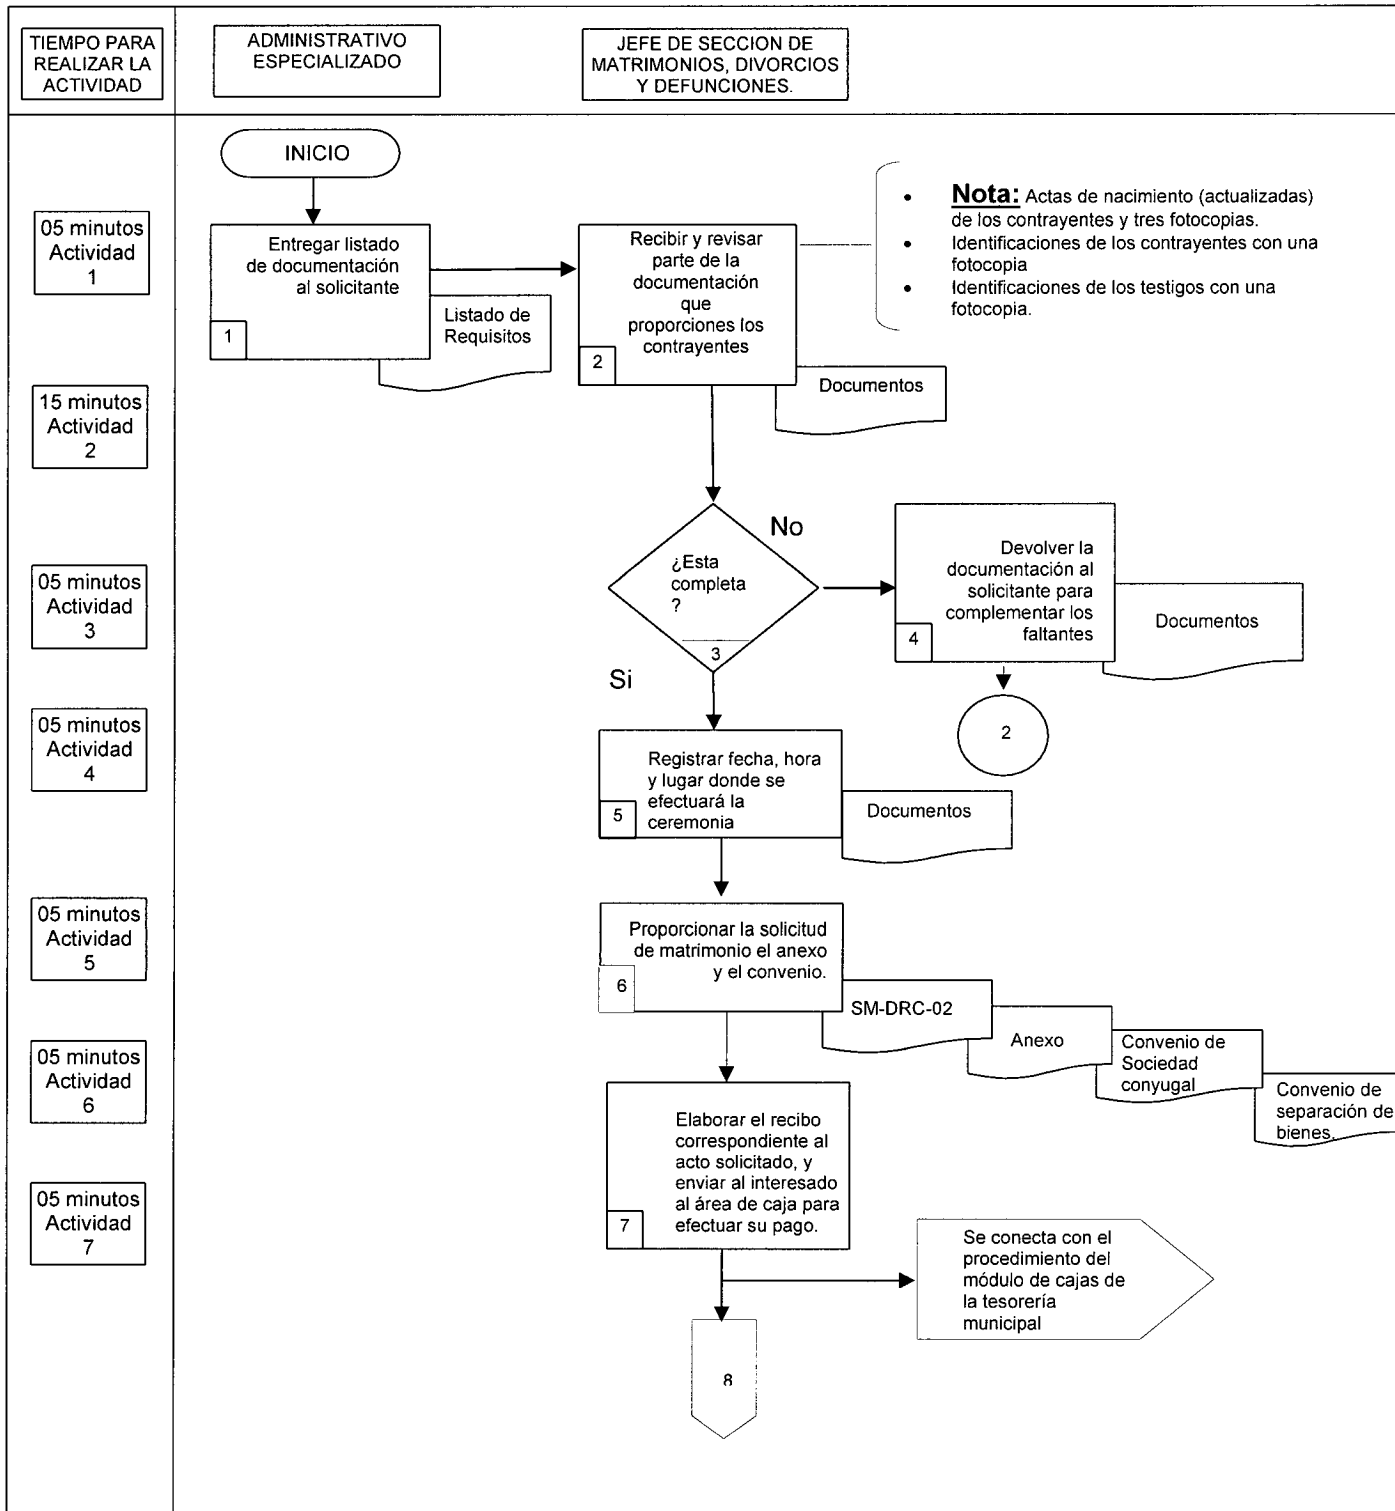 TIEMPO PARA
REALIZAR LA
ACTIVIDAD
ADMINISTRATIVO
ESPECIALIZADO
JEFE DE SECCION DE
MATRIMONIOS, DIVORCIOS
Y DEFUNCIONES.
INICIO
05 minutos
Actividad
1
Entregar listado
de documentación
al solicitante
1
Listado de
Requisitos
Recibir y revisar
parte de la
documentación
que
proporciones los
contrayentes
2
Documentos
• Nota: Actas de nacimiento (actualizadas)
de los contrayentes y tres fotocopias.
• Identificaciones de los contrayentes con una
fotocopia
• Identificaciones de los testigos con una
fotocopia.
15 minutos
Actividad
2
No
¿Esta
completa
?
3
Si
Devolver la
documentación al
solicitante para
complementar los
faltantes
4
Documentos
2
05 minutos
Actividad
3
05 minutos
Actividad
4
Registrar fecha, hora
y lugar donde se
efectuará la
ceremonia
5
Documentos
05 minutos
Actividad
5
Proporcionar la solicitud
de matrimonio el anexo
y el convenio.
6
SM-DRC-02
Anexo
Convenio de
Sociedad
conyugal
Convenio de
separación de
bienes.
05 minutos
Actividad
6
Elaborar el recibo
correspondiente al
acto solicitado, y
enviar al interesado
al área de caja para
efectuar su pago.
7
05 minutos
Actividad
7
Se conecta con el
procedimiento del
módulo de cajas de
la tesorería
municipal
8